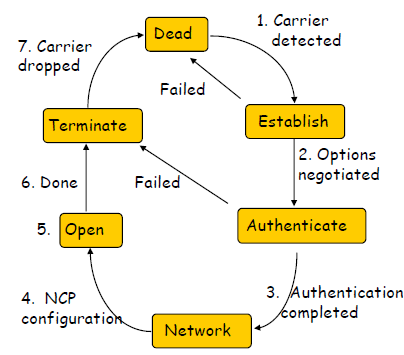 1. Carrier
detected
Dead
7. Carrier
dropped
Failed
Establish
Terminate
2. Options
negotiated
6. Done
Failed
5.
Open
Authenticate
3. Authentication
completed
4. NCP
configuration
Network